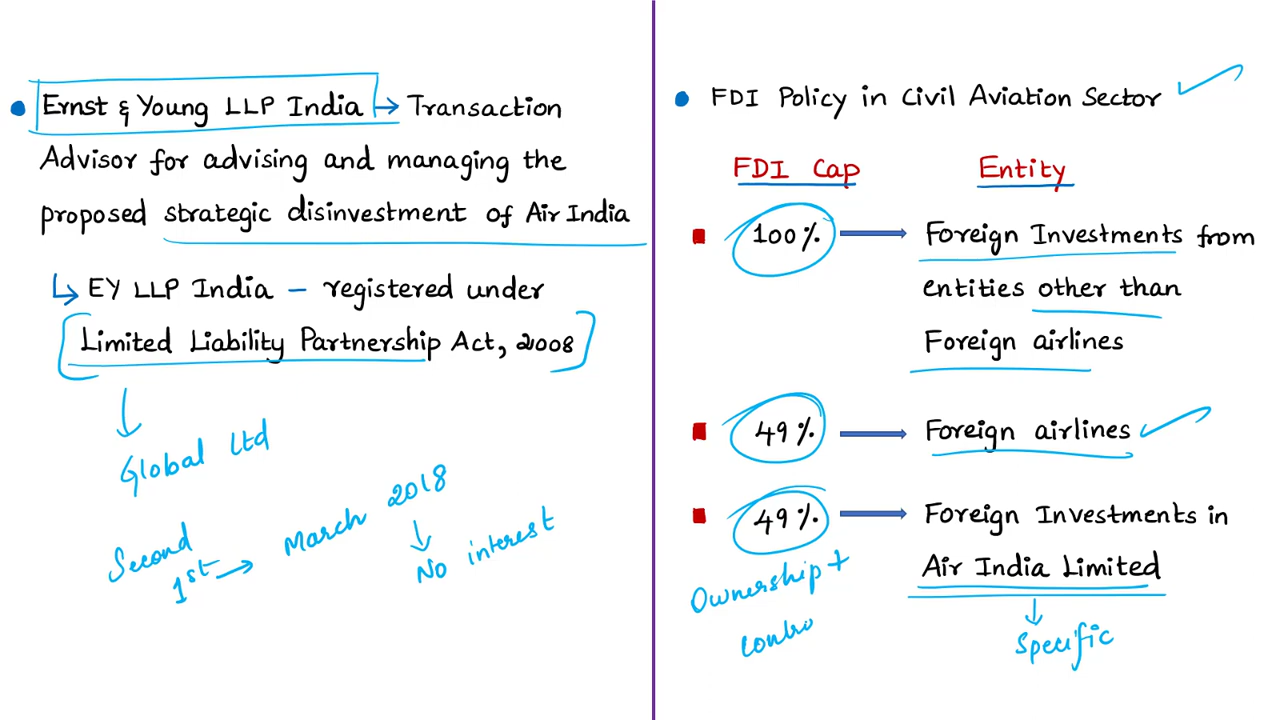 Ernst & Young LLP India → Transaction
Advisor for advising and managing the
proposed strategic disinvestment of Air India
↳ EY LLP India – registered under
Limited Liability Partnership Act, 2008
Global Ltd
Second
1st → March 2018
No interest
FDI Policy in Civil Aviation Sector
FDI Cap Entity
100% → Foreign Investments from
entities other than
Foreign airlines
49% → Foreign airlines
49% → Foreign Investments in
Air India Limited
Ownership +
contro
Specific